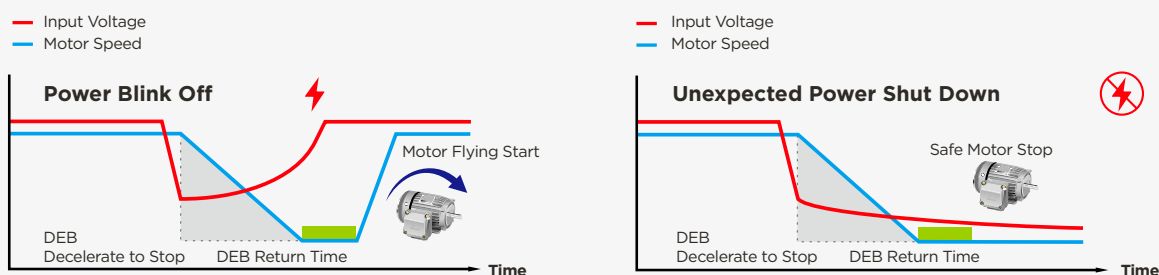 Input Voltage
Motor Speed
Power Blink Off
Motor Flying Start
DEB
Decelerate to Stop
DEB Return Time
Time
Input Voltage
Motor Speed
Unexpected Power Shut Down
Safe Motor Stop
DEB
Decelerate to Stop
DEB Return Time
Time